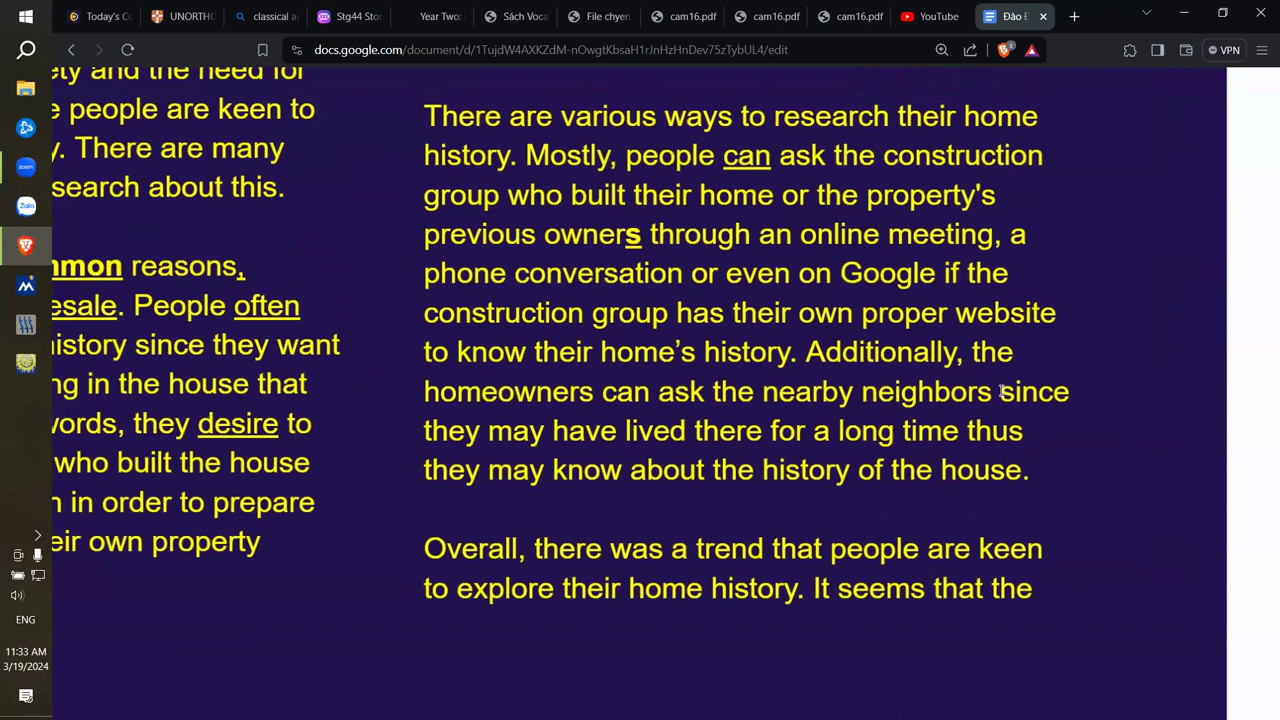 Today's Cu
UNORTHO
classical a
Stg44 Stor
Year Two:
Sách Voca
File chyen
cam16.pdf
cam16.pdf
cam16.pdf
YouTube
Đào Đ
docs.google.com/document/d/1TujdW4AXKZdM-nOwgtKbsaH1rJnHzHnDev75zTybUL4/edit
3
VPN
ety and the need for
e people are keen to
y. There are many
search about this.
mmon reasons,
esale. People often
history since they want
ng in the house that
words, they desire to
who built the house
n in order to prepare
eir own property
There are various ways to research their home
history. Mostly, people can ask the construction
group who built their home or the property's
previous owners through an online meeting, a
phone conversation or even on Google if the
construction group has their own proper website
to know their home’s history. Additionally, the
homeowners can ask the nearby neighbors since
they may have lived there for a long time thus
they may know about the history of the house.
Overall, there was a trend that people are keen
to explore their home history. It seems that the
zoom
Zalo
ENG
11:33 AM
3/19/2024